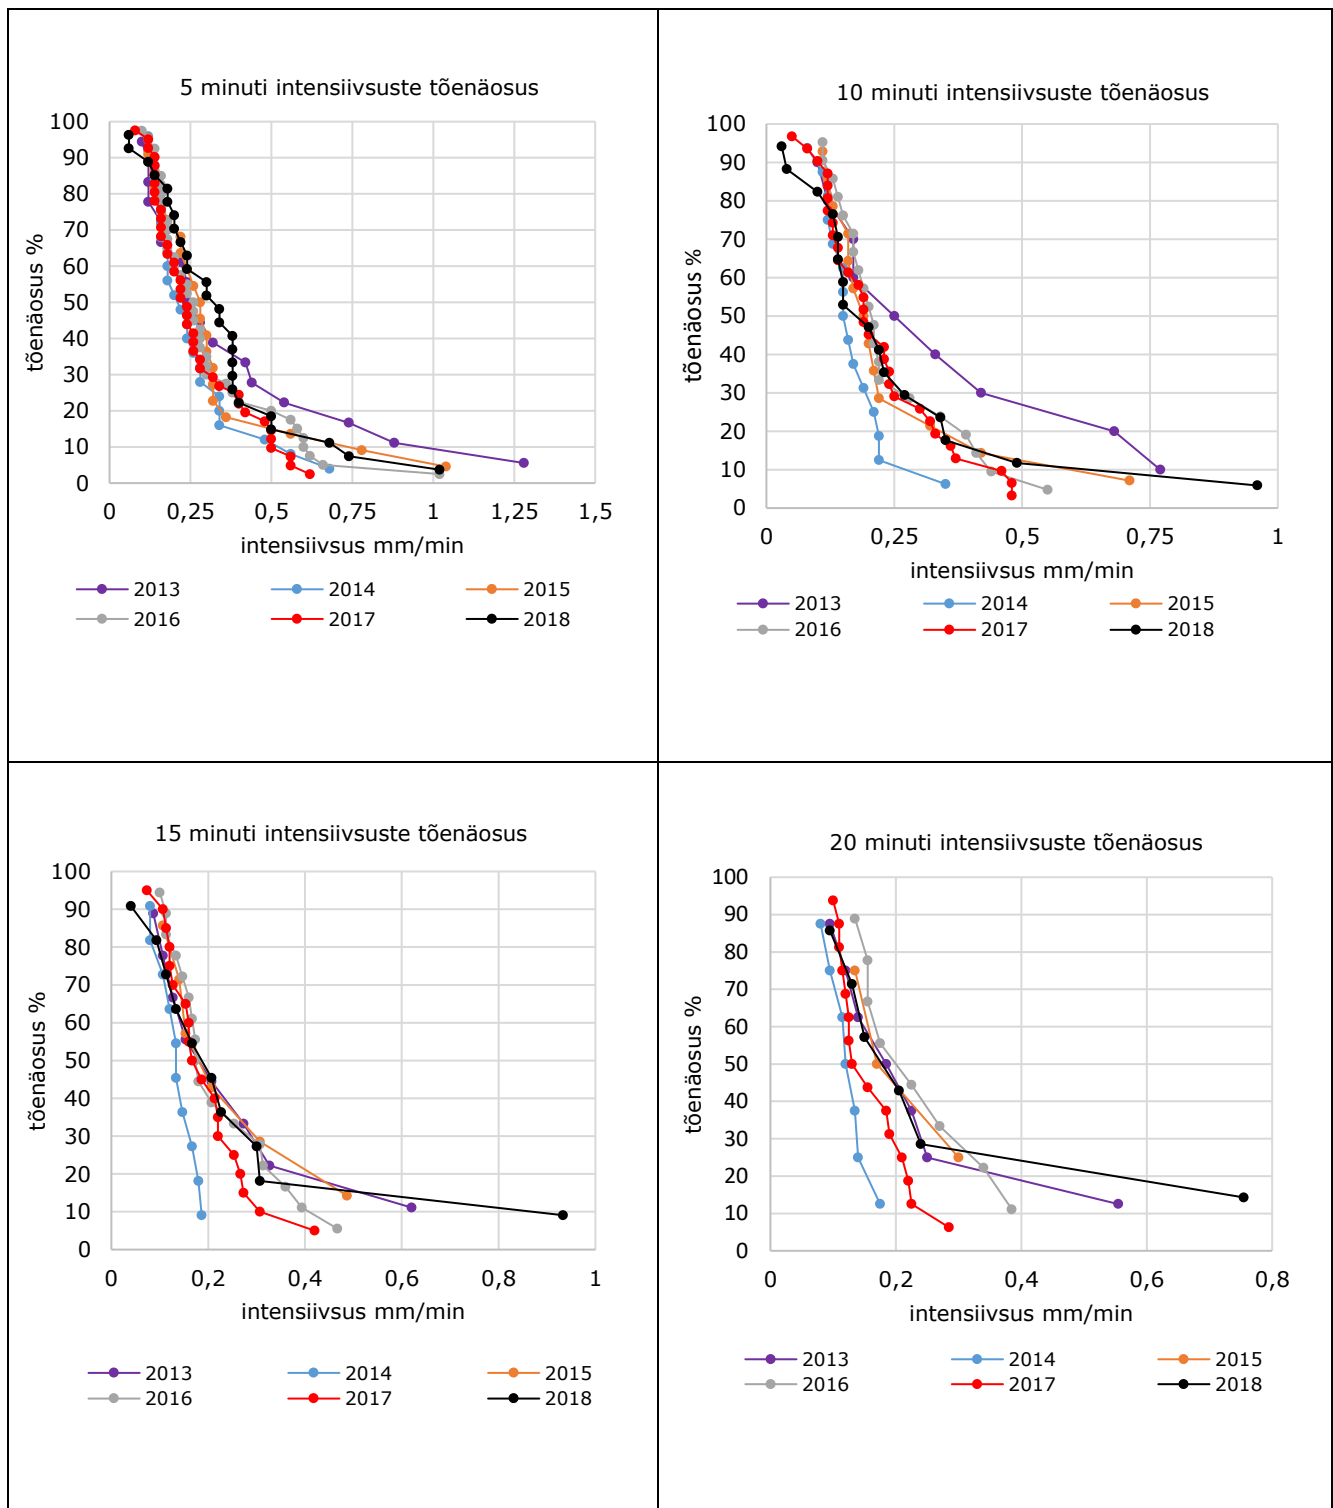 5 minuti intensiivsuste tõenäosus
100
90
80
70
60
50
40
30
20
10
0
tõenäosus %
0 0,25 0,5 0,75 1 1,25 1,5
intensiivsus mm/min
2013 2014 2015
2016 2017 2018
10 minuti intensiivsuste tõenäosus
100
90
80
70
60
50
40
30
20
10
0
tõenäosus %
0 0,25 0,5 0,75 1
intensiivsus mm/min
2013 2014 2015
2016 2017 2018
15 minuti intensiivsuste tõenäosus
100
90
80
70
60
50
40
30
20
10
0
tõenäosus %
0 0,2 0,4 0,6 0,8 1
intensiivsus mm/min
2013 2014 2015
2016 2017 2018
20 minuti intensiivsuste tõenäosus
100
90
80
70
60
50
40
30
20
10
0
tõenäosus %
0 0,2 0,4 0,6 0,8
intensiivsus mm/min
2013 2014 2015
2016 2017 2018